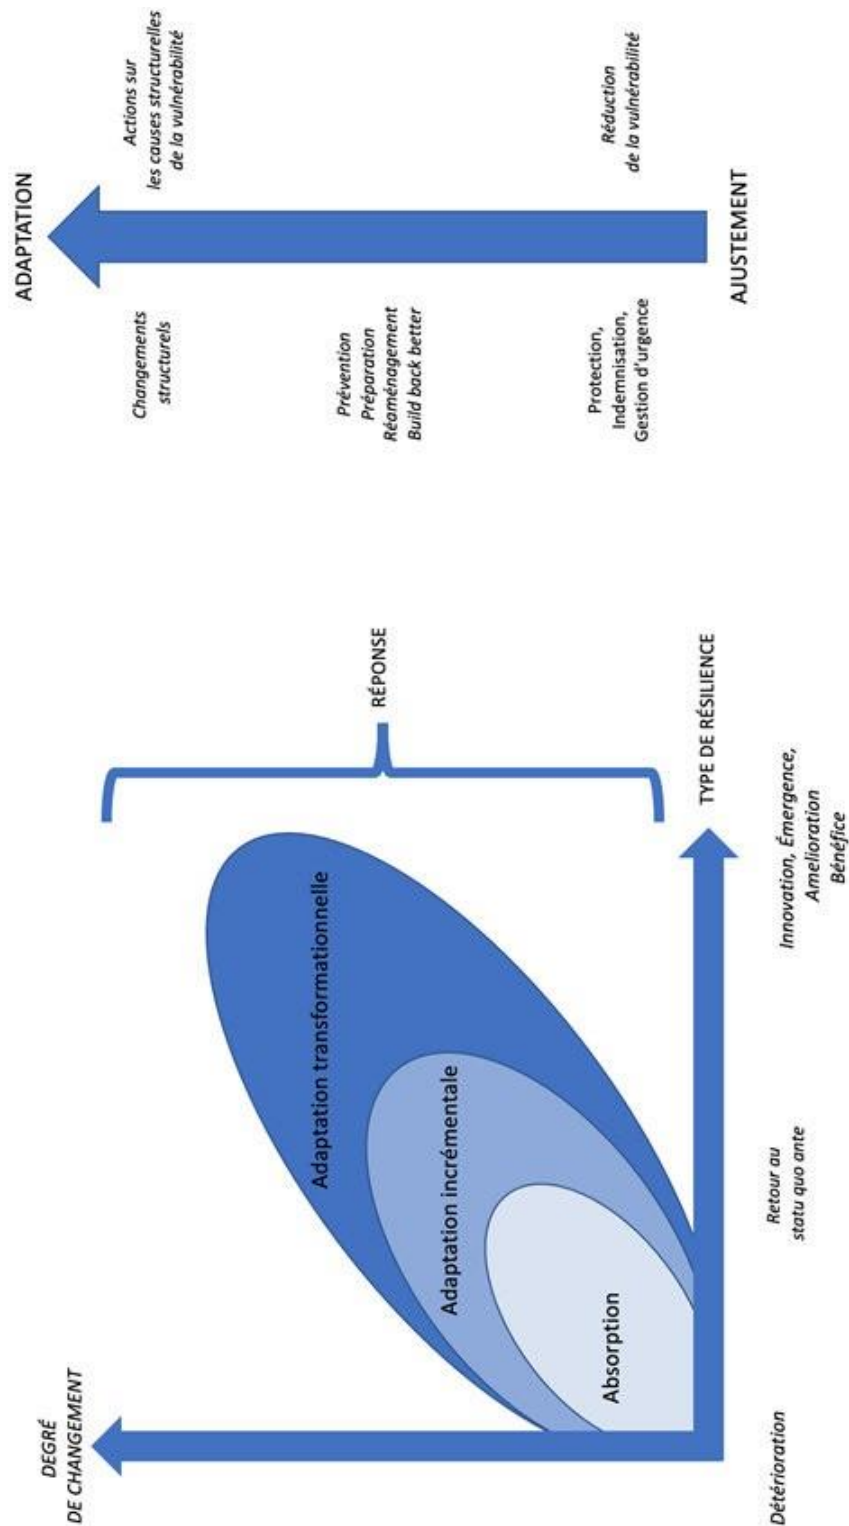 DEGRÉ
DE CHANGEMENT
Adaptation transformationnelle
Adaptation incrémentale
Absorption
RÉPONSE
TYPE DE RÉSILIENCE
Détérioration
Retour au
statu quo ante
Innovation, Émergence,
Amelioration
Bénéfice
ADAPTATION
Changements
structurels
Actions sur
les causes structurelles
de la vulnérabilité
Prévention
Préparation
Réaménagement
Build back better
Protection,
Indemnisation,
Gestion d'urgence
Réduction
de la vulnérabilité
AJUSTEMENT